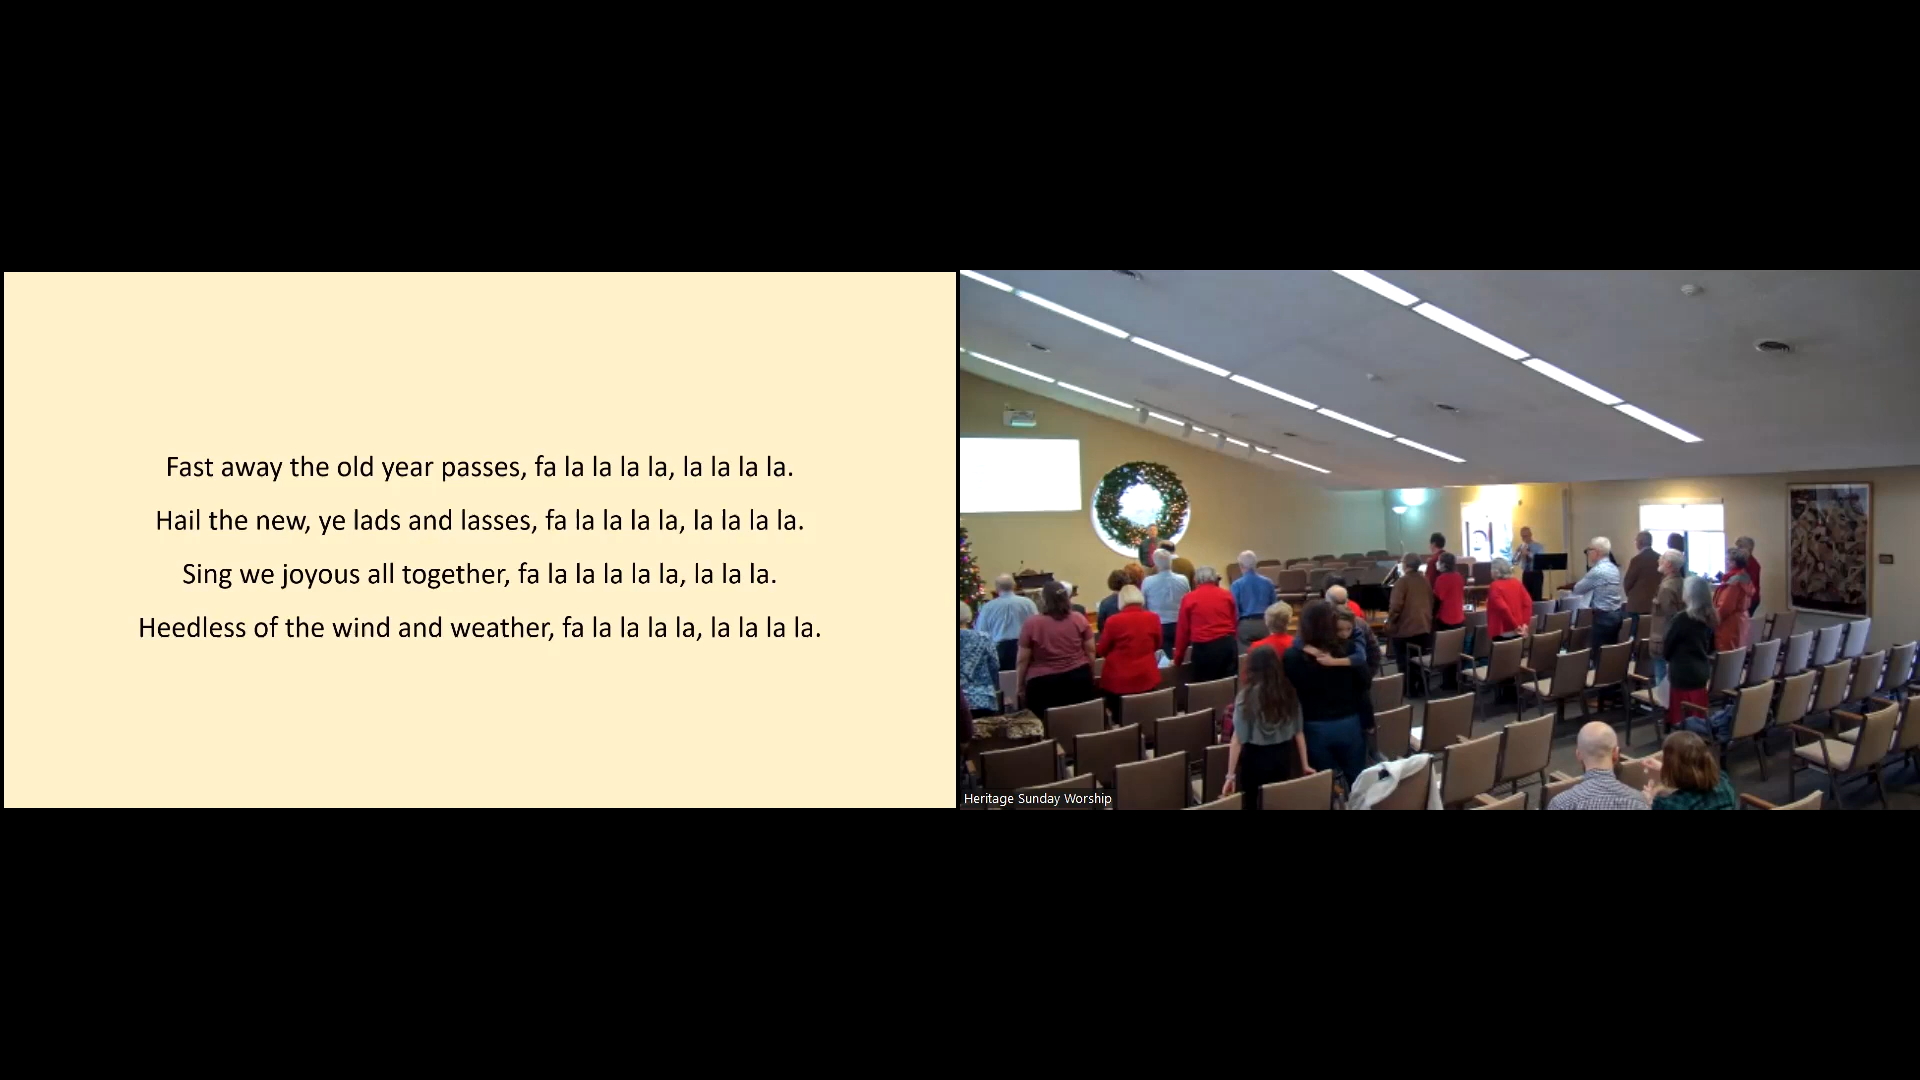 Fast away the old year passes, fa la la la la, la la la la.
Hail the new, ye lads and lasses, fa la la la la, la la la la.
Sing we joyous all together, fa la la la la la, la la la.
Heedless of the wind and weather, fa la la la la, la la la la.
Heritage Sunday Worship